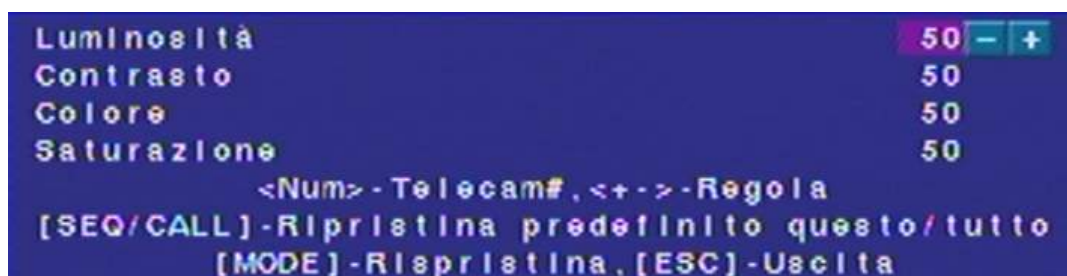 Luminosità 50 - +
Contrasto 50
Colore 50
Saturazione 50
<Num>-Telecam#,<+->-Regola
[SEQ/CALL]-Ripristina predefinito questo/tutto
[MODE]-Rispristina,[ESC]-Uscita